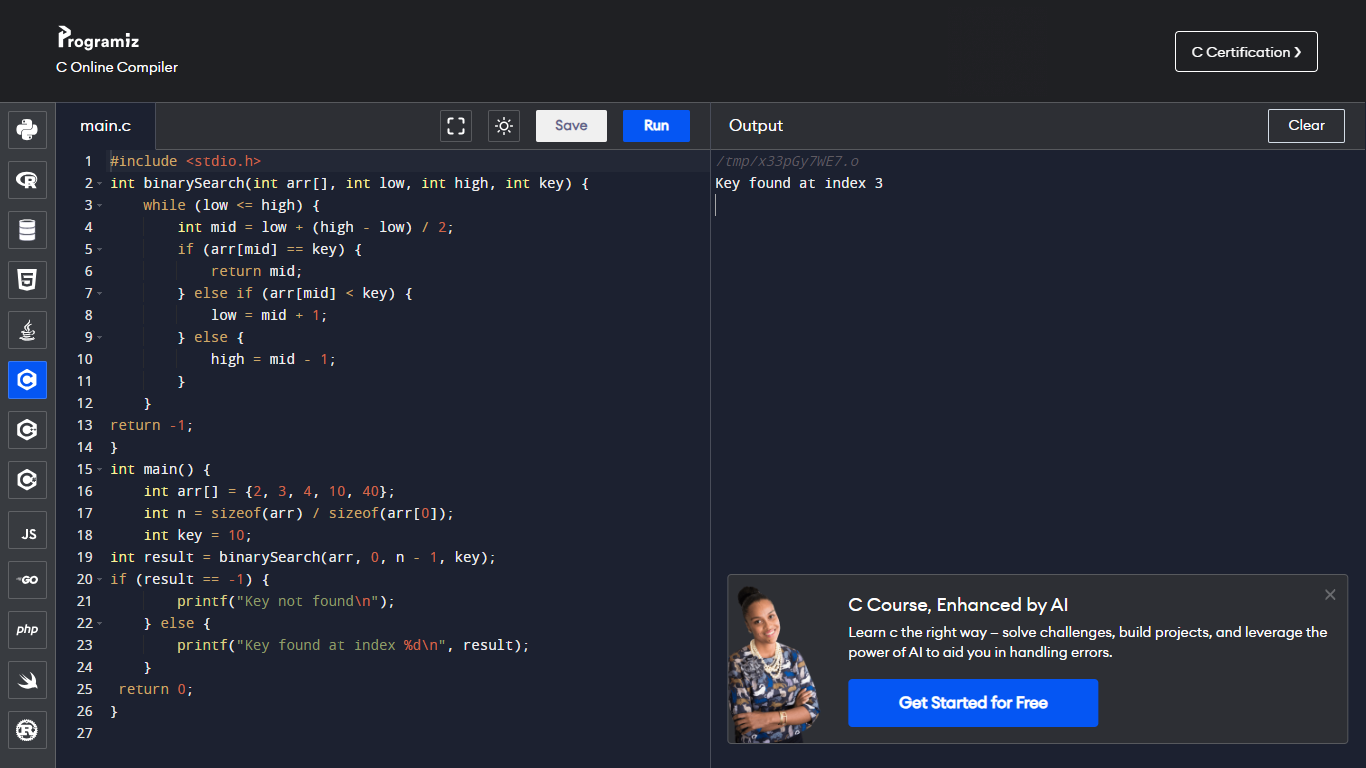 Programiz
C Online Compiler
C Certification ❯
main.c
Save
Run
Output
Clear
1 #include <stdio.h>
2 int binarySearch(int arr[], int low, int high, int key) {
3     while (low <= high) {
4         int mid = low + (high - low) / 2;
5         if (arr[mid] == key) {
6             return mid;
7         } else if (arr[mid] < key) {
8             low = mid + 1;
9         } else {
10             high = mid - 1;
11         }
12     }
13 return -1;
14 }
15 int main() {
16     int arr[] = {2, 3, 4, 10, 40};
17     int n = sizeof(arr) / sizeof(arr[0]);
18     int key = 10;
19 int result = binarySearch(arr, 0, n - 1, key);
20 if (result == -1) {
21         printf("Key not found\n");
22     } else {
23         printf("Key found at index %d\n", result);
24     }
25  return 0;
26 }
27
/tmp/x33pGy7WE7.o
Key found at index 3
R
5
C
C
C
JS
GO
php
R
C Course, Enhanced by AI
Learn c the right way – solve challenges, build projects, and leverage the
power of AI to aid you in handling errors.
Get Started for Free